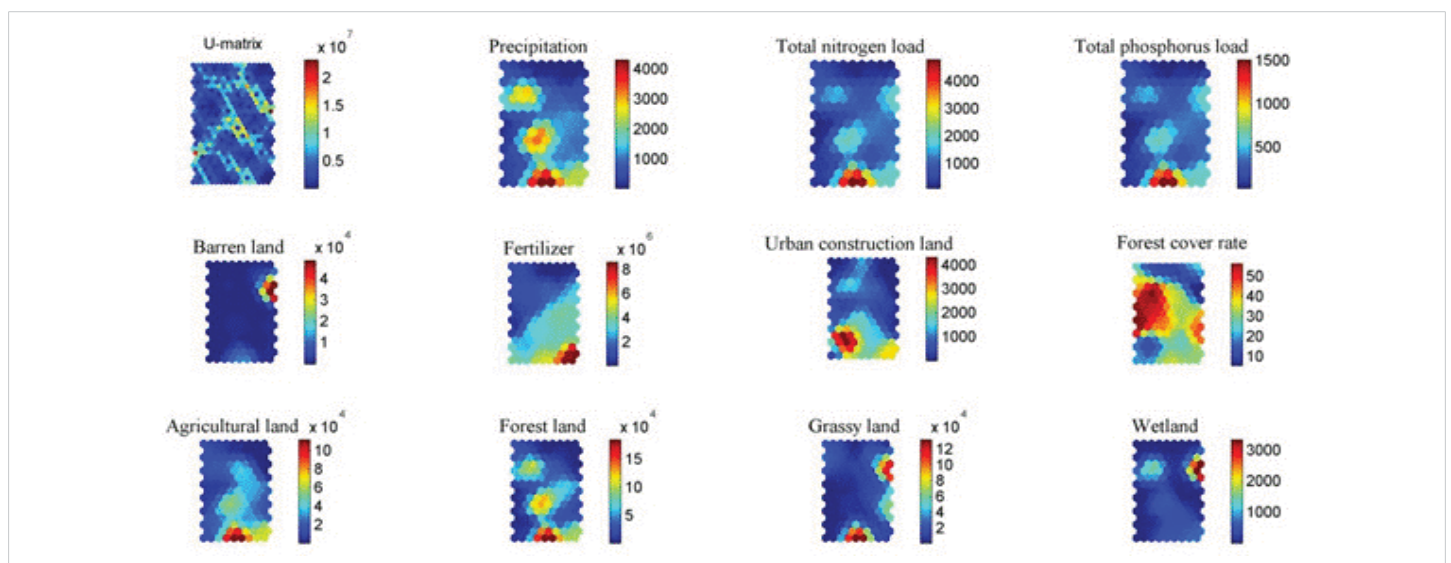 U-matrix
x 10^7
2
1.5
1
0.5
Precipitation
4000
3000
2000
1000
Total nitrogen load
4000
3000
2000
1000
Total phosphorus load
1500
1000
500
Barren land
x 10^4
4
3
2
1
Fertilizer
x 10^6
8
6
4
2
Urban construction land
4000
3000
2000
1000
Forest cover rate
50
40
30
20
10
Agricultural land
x 10^4
10
8
6
4
2
Forest land
x 10^4
15
10
5
Grassy land
x 10^4
12
10
8
6
4
2
Wetland
3000
2000
1000